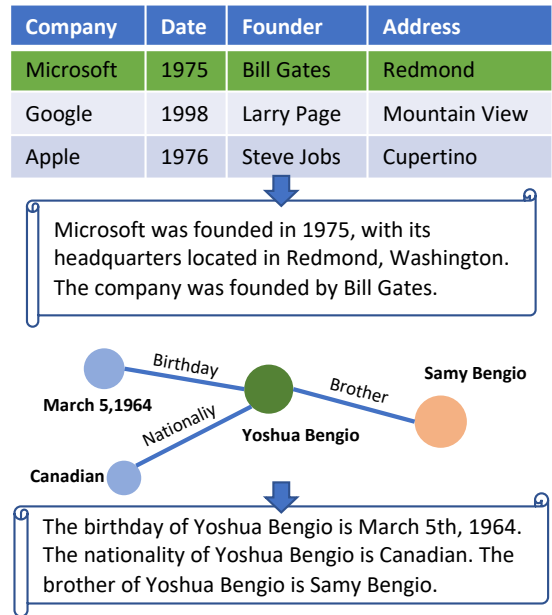 Company Date Founder Address
Microsoft 1975 Bill Gates Redmond
Google 1998 Larry Page Mountain View
Apple 1976 Steve Jobs Cupertino
Microsoft was founded in 1975, with its
headquarters located in Redmond, Washington.
The company was founded by Bill Gates.
Birthday
Samy Bengio
Brother
March 5,1964
Nationaliy
Yoshua Bengio
Canadian
The birthday of Yoshua Bengio is March 5th, 1964.
The nationality of Yoshua Bengio is Canadian. The
brother of Yoshua Bengio is Samy Bengio.